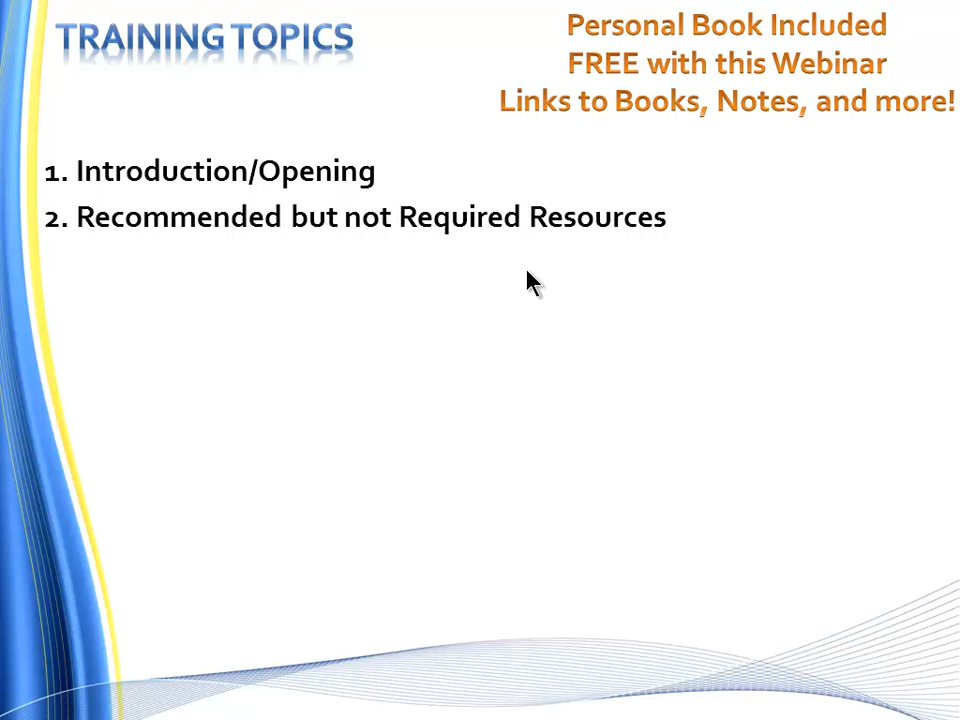 TRAINING TOPICS
Personal Book Included
FREE with this Webinar
Links to Books, Notes, and more!
1. Introduction/Opening
2. Recommended but not Required Resources